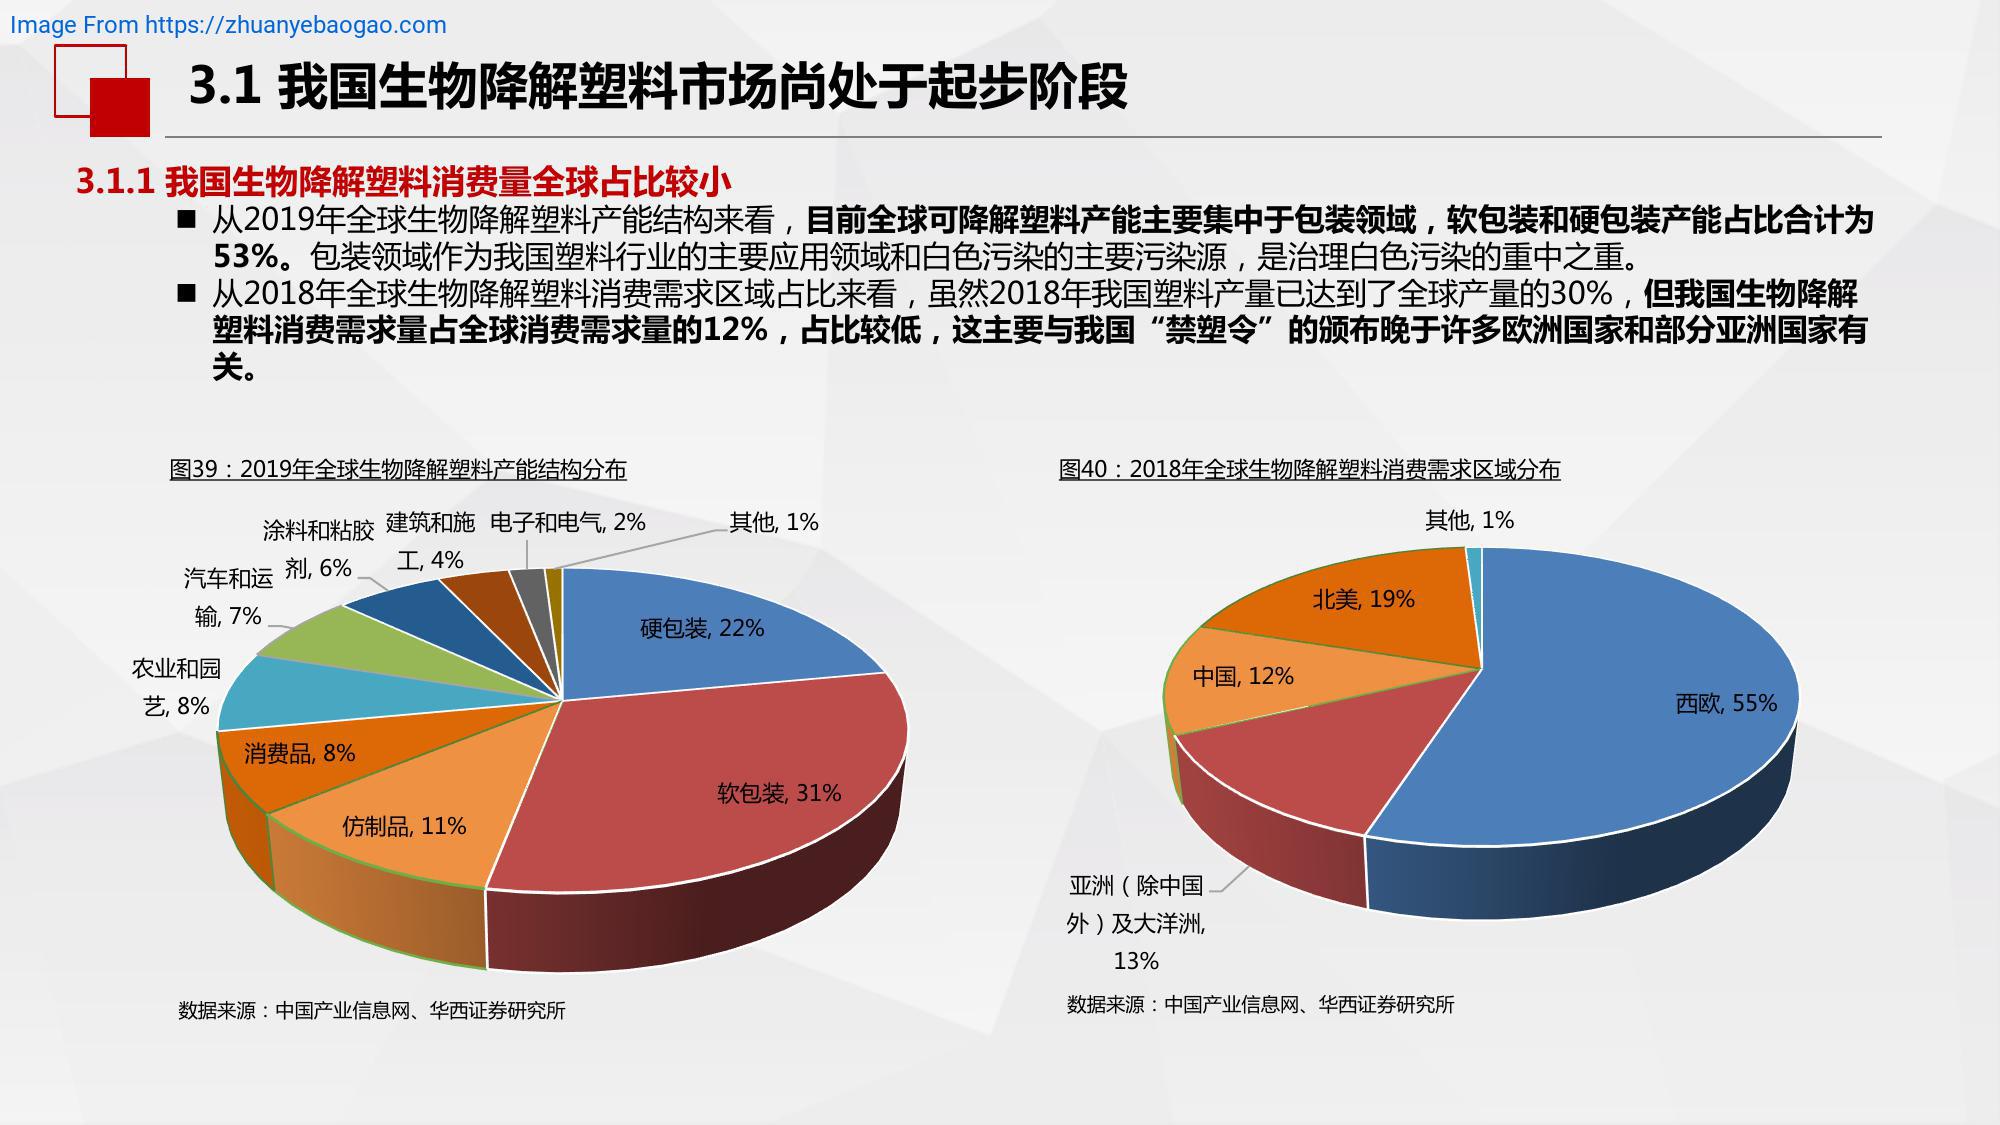 Image From https://zhuanyebaogao.com
3.1 我国生物降解塑料市场尚处于起步阶段
3.1.1 我国生物降解塑料消费量全球占比较小
■ 从2019年全球生物降解塑料产能结构来看，目前全球可降解塑料产能主要集中于包装领域，软包装和硬包装产能占比合计为
53%。包装领域作为我国塑料行业的主要应用领域和白色污染的主要污染源，是治理白色污染的重中之重。
■ 从2018年全球生物降解塑料消费需求区域占比来看，虽然2018年我国塑料产量已达到了全球产量的30%，但我国生物降解
塑料消费需求量占全球消费需求量的12%，占比较低，这主要与我国“禁塑令”的颁布晚于许多欧洲国家和部分亚洲国家有
关。
图39：2019年全球生物降解塑料产能结构分布
涂料和粘胶
剂, 6%
建筑和施
工, 4%
电子和电气, 2%
其他, 1%
汽车和运
输, 7%
农业和园
艺, 8%
硬包装, 22%
消费品, 8%
软包装, 31%
仿制品, 11%
数据来源：中国产业信息网、华西证券研究所
图40：2018年全球生物降解塑料消费需求区域分布
其他, 1%
北美, 19%
中国, 12%
西欧, 55%
亚洲（除中国
外）及大洋洲,
13%
数据来源：中国产业信息网、华西证券研究所